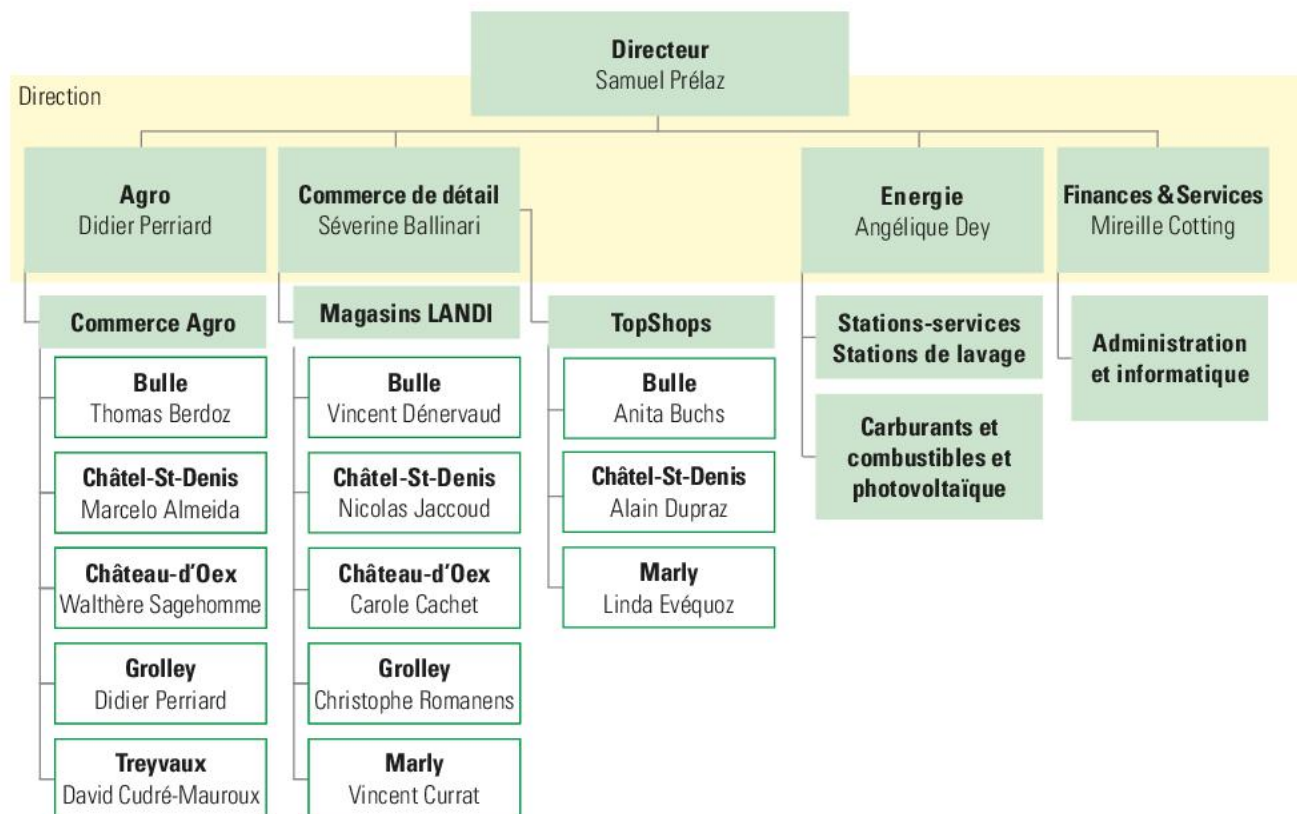 Directeur
Samuel Prélaz
Direction
Agro
Didier Perriard
Commerce de détail
Séverine Ballinari
Energie
Angélique Dey
Finances & Services
Mireille Cotting
Commerce Agro
Bulle
Thomas Berdoz
Châtel-St-Denis
Marcelo Almeida
Château-d'Oex
Walthère Sagehomme
Grolley
Didier Perriard
Treyvaux
David Cudré-Mauroux
Magasins LANDI
Bulle
Vincent Dénervaud
Châtel-St-Denis
Nicolas Jaccoud
Château-d'Oex
Carole Cachet
Grolley
Christophe Romanens
Marly
Vincent Currat
TopShops
Bulle
Anita Buchs
Châtel-St-Denis
Alain Dupraz
Marly
Linda Evéquoz
Stations-services
Stations de lavage
Carburants et
combustibles et
photovoltaïque
Administration
et informatique